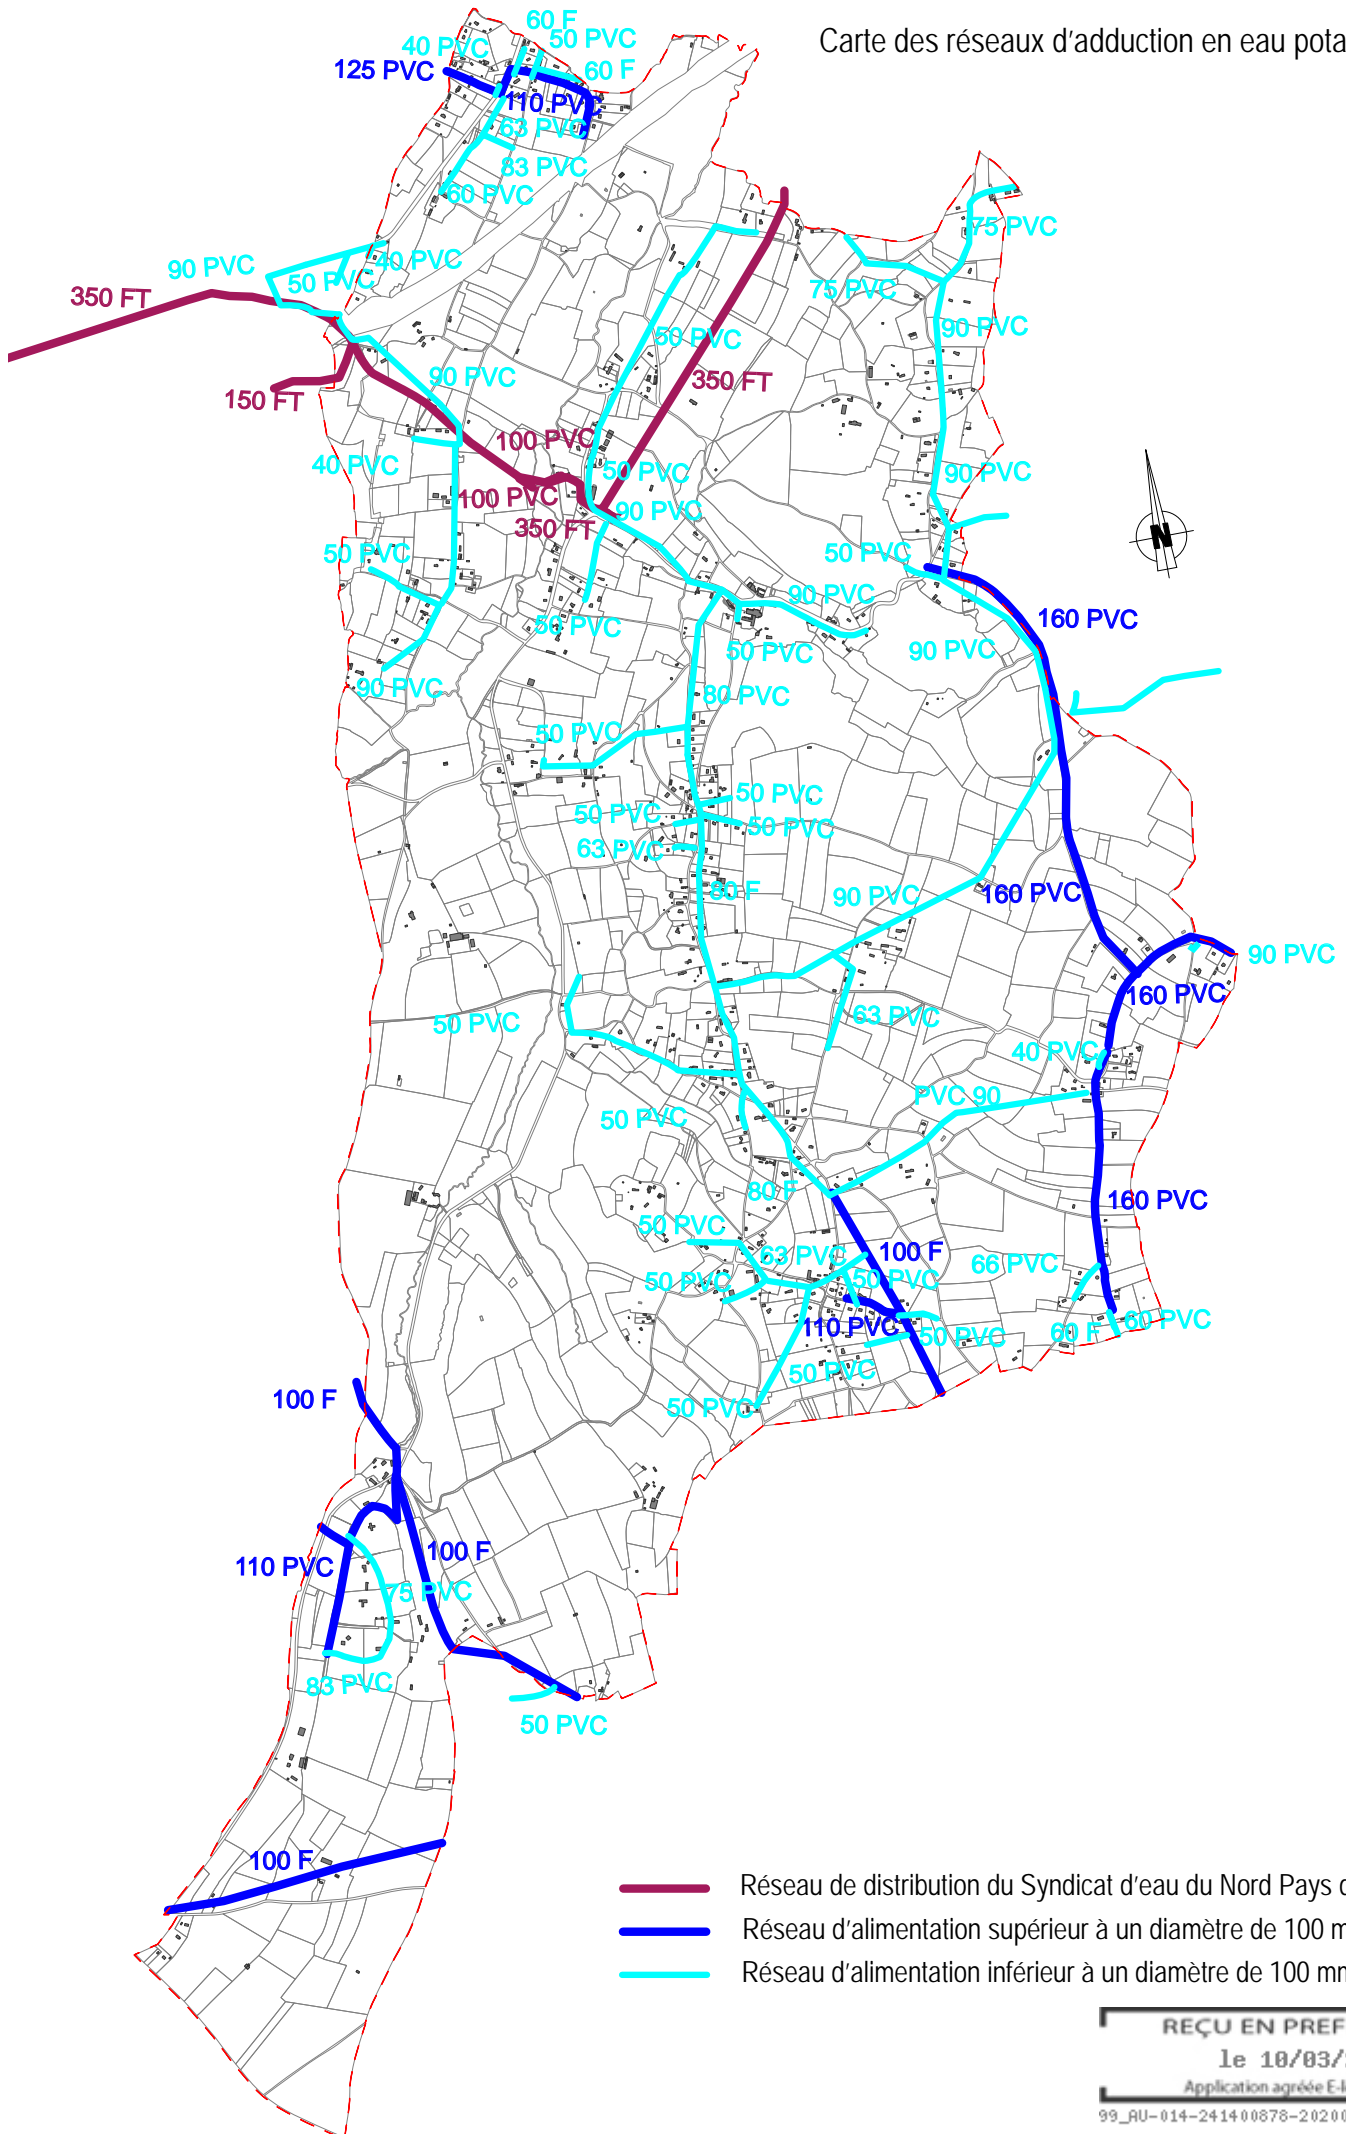 Carte des réseaux d'adduction en eau pota
60 F
50 PVC
40 PVC
125 PVC
60 F
110 PVC
63 PVC
83 PVC
60 PVC
75 PVC
90 PVC
40 PVC
50 PVC
350 FT
75 PVC
90 PVC
50 PVC
90 PVC
350 FT
150 FT
100 PVC
40 PVC
50 PVC
90 PVC
100 PVC
90 PVC
350 FT
50 PVC
50 PVC
N
90 PVC
160 PVC
50 PVC
50 PVC
90 PVC
90 PVC
80 PVC
50 PVC
50 PVC
50 PVC
50 PVC
63 PVC
80 F
90 PVC
160 PVC
90 PVC
160 PVC
63 PVC
50 PVC
40 PVC
PVC 90
50 PVC
80 F
160 PVC
50 PVC
63 PVC
100 F
66 PVC
50 PVC
50 PVC
110 PVC
50 PVC
60 F
60 PVC
50 PVC
50 PVC
100 F
100 F
110 PVC
75 PVC
83 PVC
50 PVC
100 F
Réseau de distribution du Syndicat d'eau du Nord Pays
Réseau d'alimentation supérieur à un diamètre de 100 m
Réseau d'alimentation inférieur à un diamètre de 100 mm
REÇU EN PREF
le 10/03/
Application agréée E-l
99_AU-014-241400878-20200